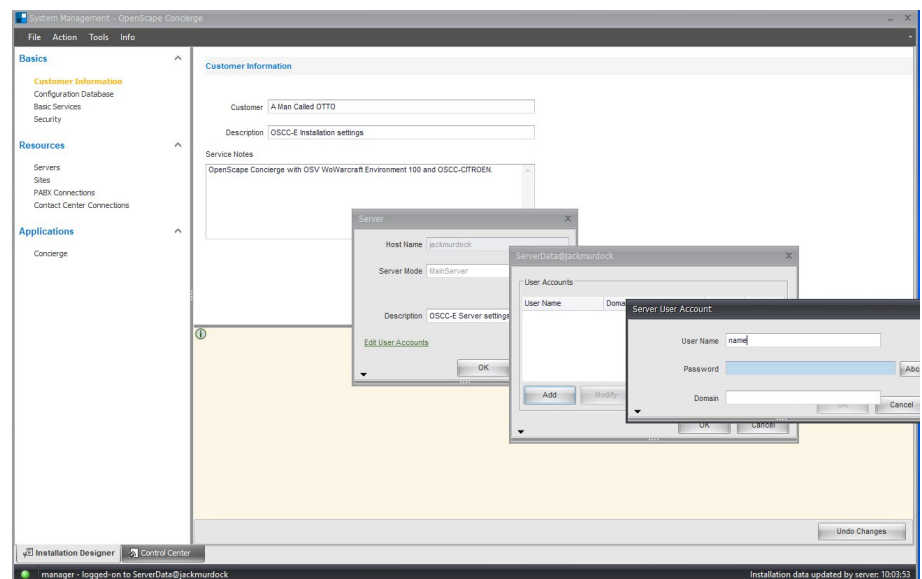 System Management - OpenScape Concierge
File Action Tools Info
Basics
Customer Information
Configuration Database
Basic Services
Security
Resources
Servers
Sites
PABX Connections
Contact Center Connections
Applications
Concierge
Customer Information
Customer A Man Called OTTO
Description OSCC-E Installation settings
Service Notes
OpenScape Concierge with OSV WoWarcraft Environment 100 and OSCC-CITROEN.
Server
Host Name jackmurdock
Server Mode MainServer
Description OSCC-E Server settings
Edit User Accounts
OK
ServerData@jackmurdock
User Accounts
User Name Doma
Add Modify
OK Cancel
Server User Account
User Name name
Password Abc
Domain
OK Cancel
Undo Changes
Installation Designer Control Center
manager - logged-on to ServerData@jackmurdock
Installation data updated by server: 10:03:53